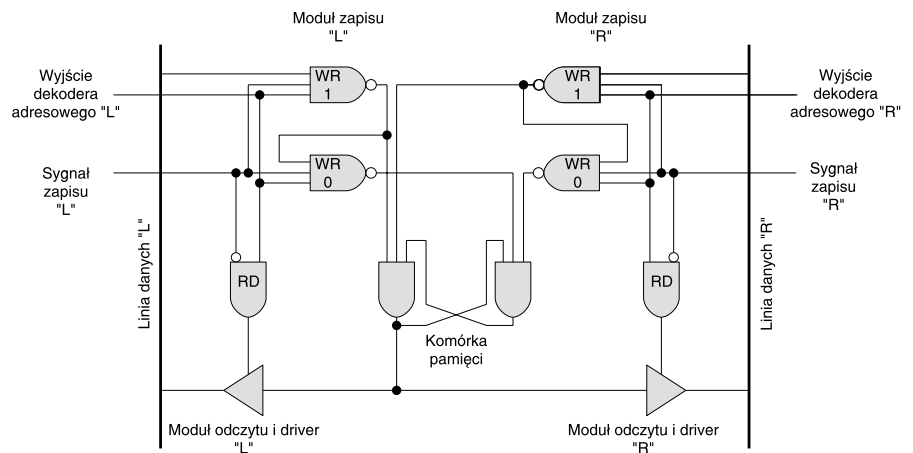 Moduł zapisu
"L"
Moduł zapisu
"R"
Wyjście
dekodera
adresowego "L"
WR
1
WR
1
Wyjście
dekodera
adresowego "R"
Sygnał
zapisu
"L"
WR
0
WR
0
Sygnał
zapisu
"R"
Linia danych "L"
RD
RD
Linia danych "R"
Komórka
pamięci
Moduł odczytu i driver
"L"
Moduł odczytu i driver
"R"